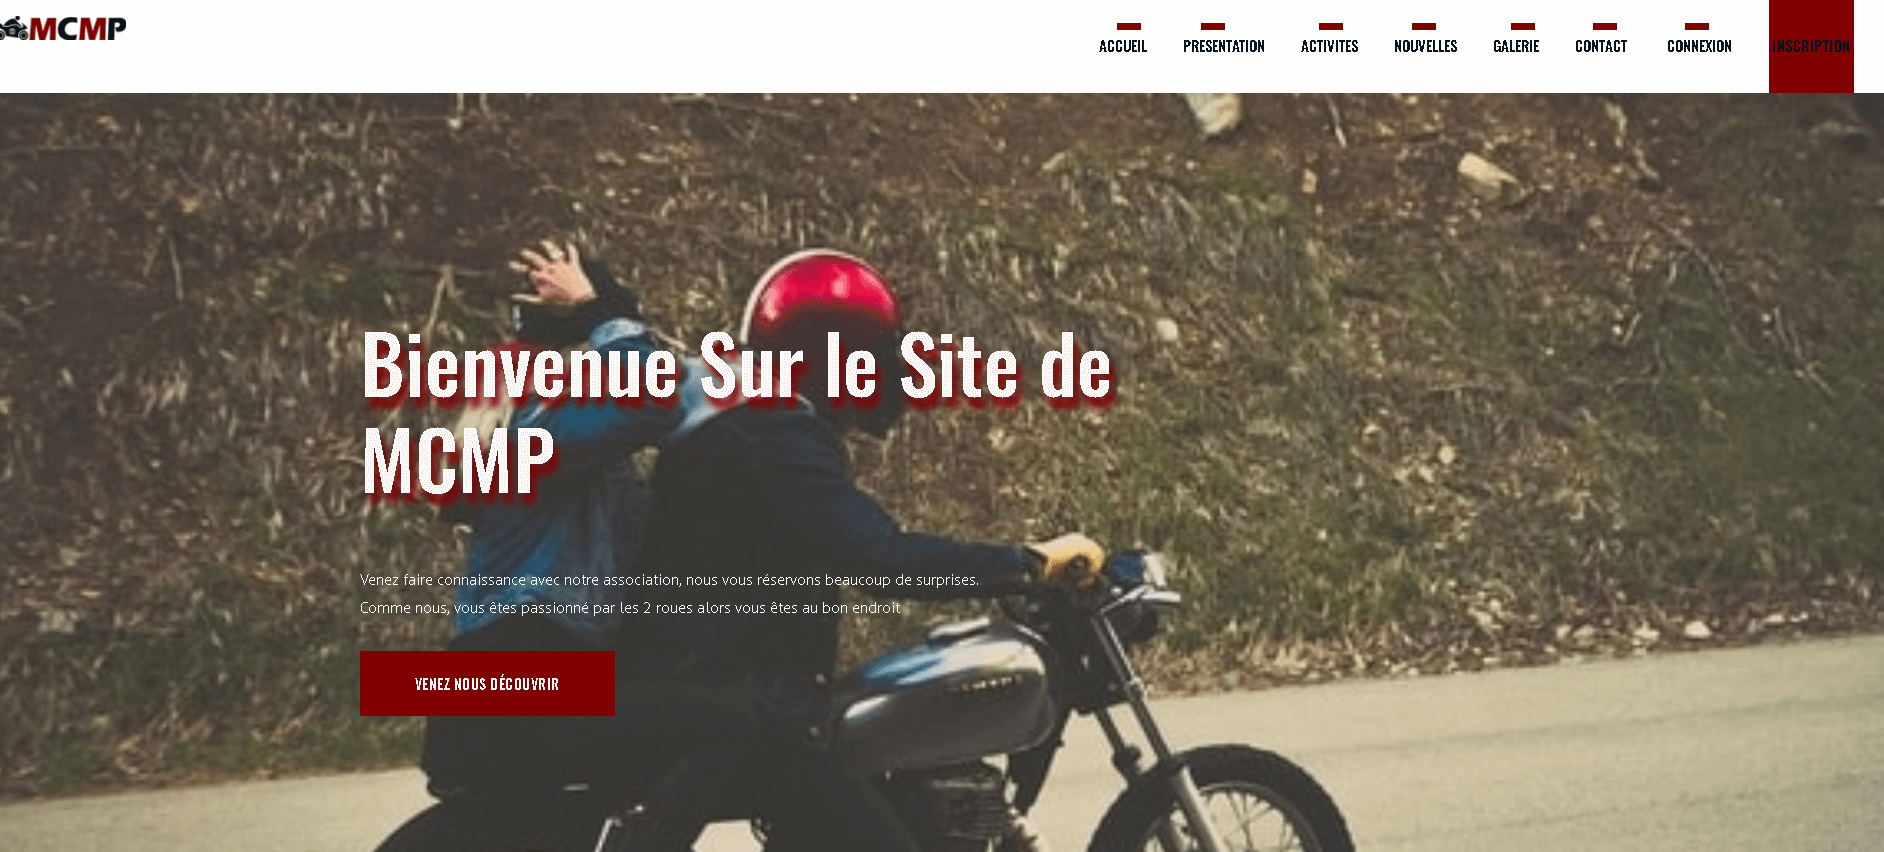 MCMP
ACCUEIL PRESENTATION ACTIVITES NOUVELLES GALERIE CONTACT CONNEXION INSCRIPTION
Bienvenue Sur le Site de
MCMP
Venez faire connaissance avec notre association, nous vous réservons beaucoup de surprises.
Comme nous, vous êtes passionné par les 2 roues alors vous êtes au bon endroit
VENEZ NOUS DÉCOUVRIR